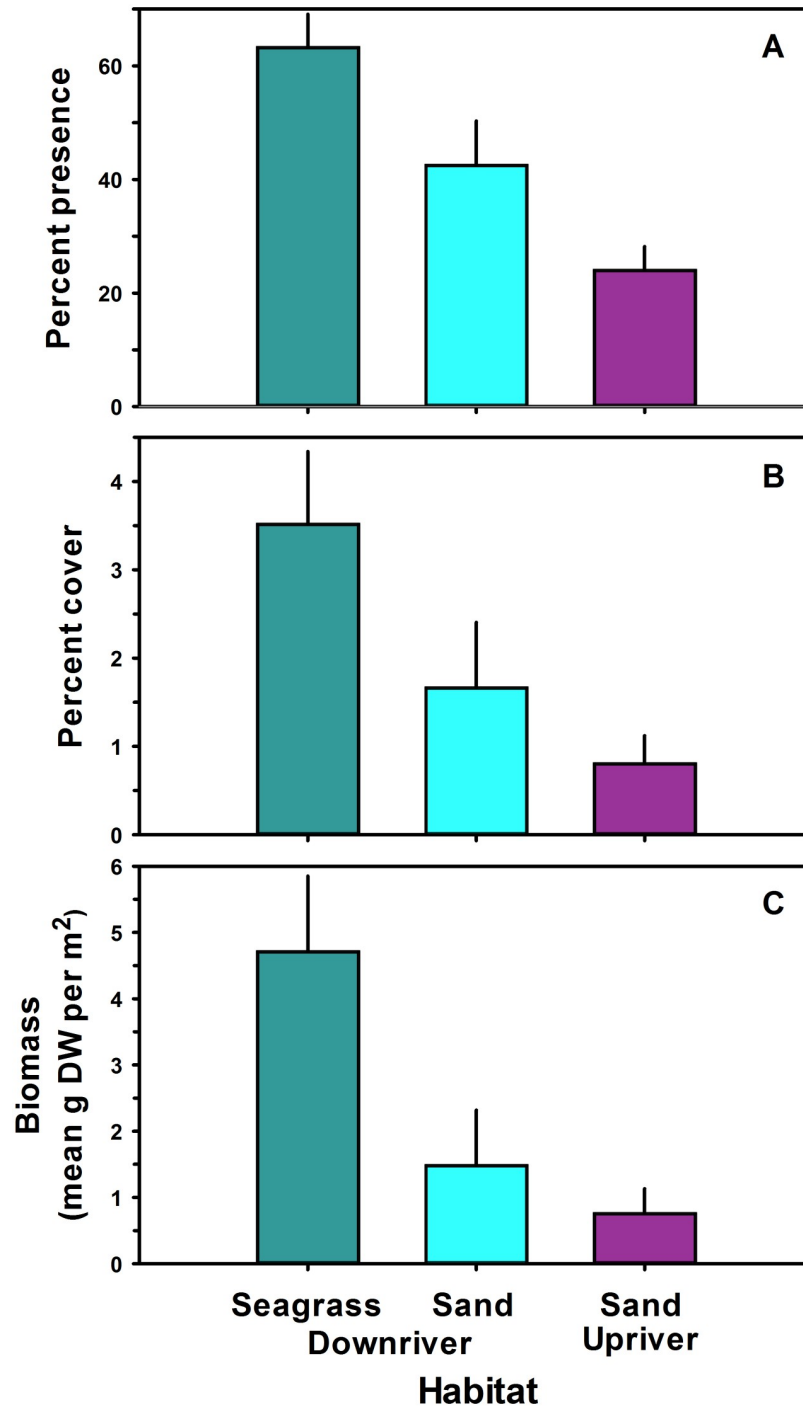 A
Percent presence
60
40
20
0
B
Percent cover
4
3
2
1
0
C
Biomass
(mean g DW per m²)
6
5
4
3
2
1
0
Seagrass Sand Sand
Downriver Upriver
Habitat